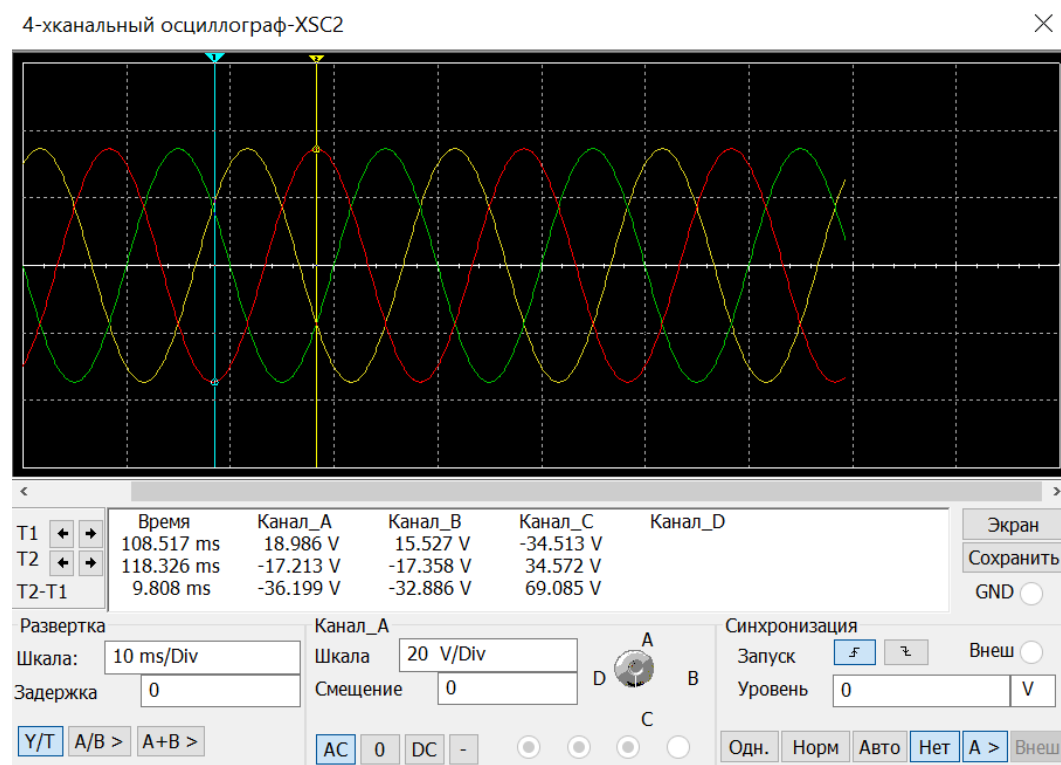 4-хканальный осциллограф-XSC2
1 2
Время Канал_A Канал_B Канал_C Канал_D
T1 108.517 ms 18.986 V 15.527 V -34.513 V
T2 118.326 ms -17.213 V -17.358 V 34.572 V
T2-T1 9.808 ms -36.199 V -32.886 V 69.085 V
Экран
Сохранить
GND
Развертка
Шкала: 10 ms/Div
Задержка 0
Y/T A/B > A+B >
Канал_A
Шкала 20 V/Div
Смещение 0
AC 0 DC -
A
D B
C
Синхронизация
Запуск Внеш
Уровень 0 V
Одн. Норм Авто Нет A > Внеш